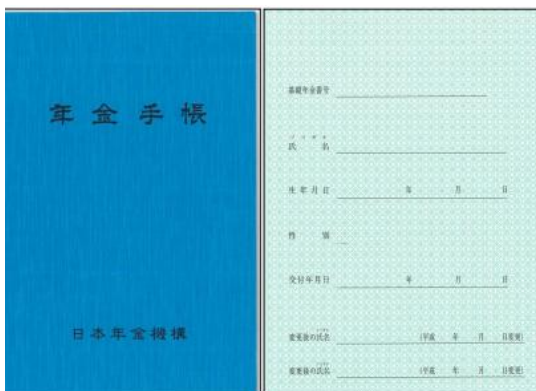 年金手帳
日本年金機構
基礎年金番号
氏 名
生年月日 年 月 日
性 別
交付年月日 年 月 日
変更後の氏名 (平成 年 月 日変更)
変更後の氏名 (平成 年 月 日変更)